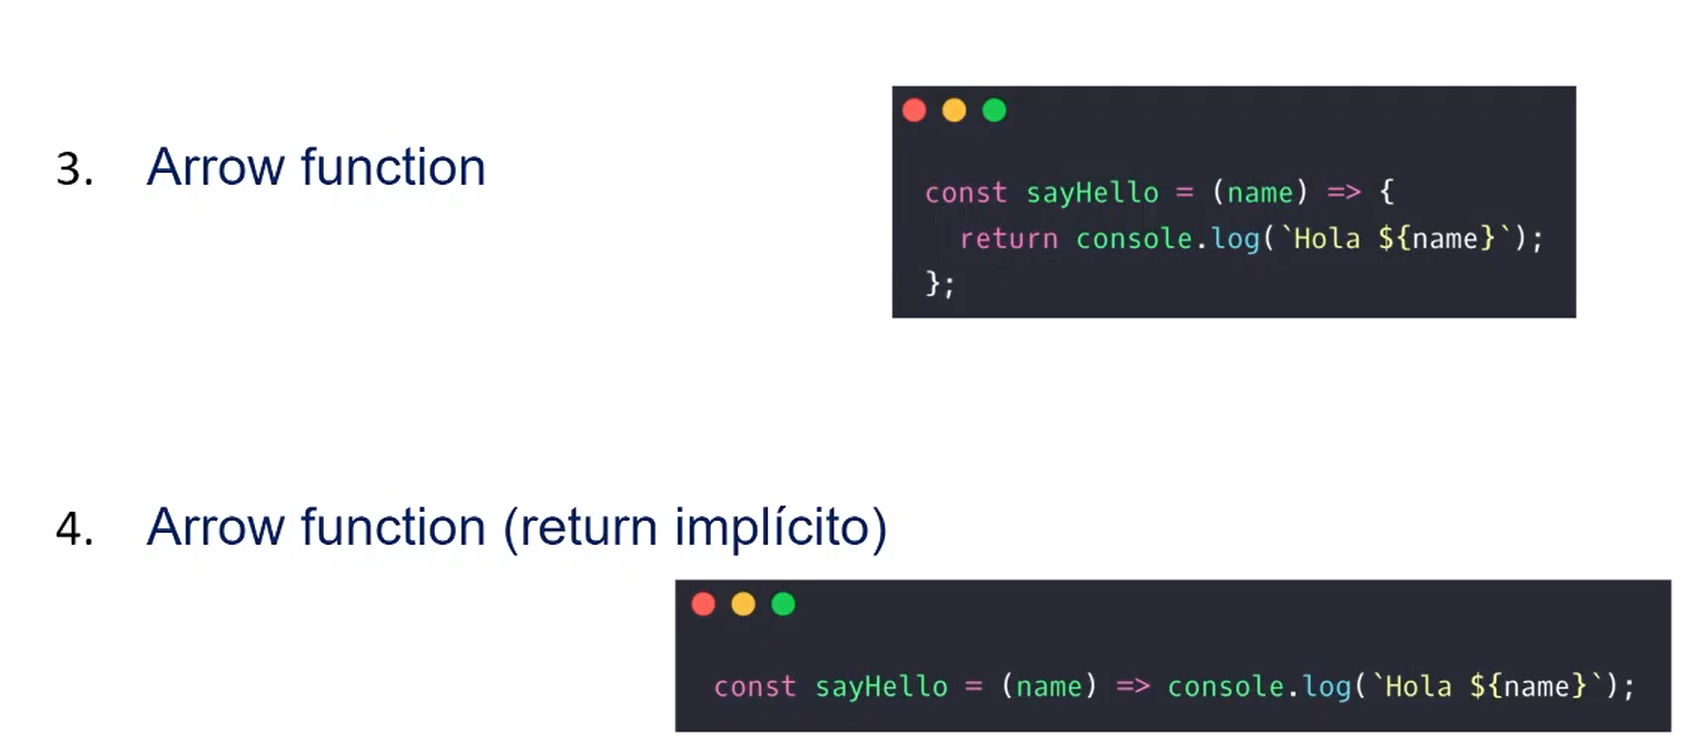 3. Arrow function
const sayHello = (name) => {
  return console.log(`Hola ${name}`);
};
4. Arrow function (return implícito)
const sayHello = (name) => console.log(`Hola ${name}`);